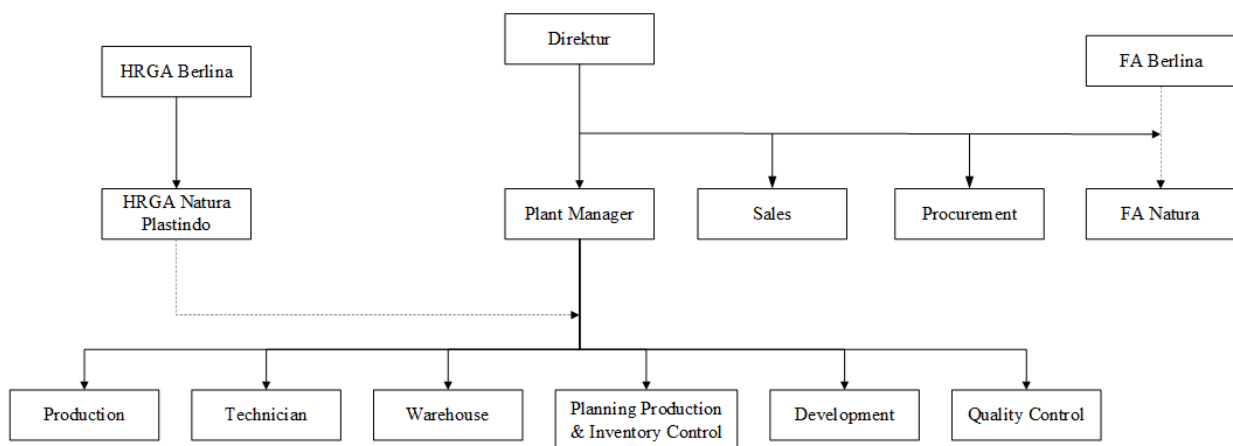 Direktur
HRGA Berlina
FA Berlina
HRGA Natura
Plastindo
Plant Manager
Sales
Procurement
FA Natura
Production
Technician
Warehouse
Planning Production
& Inventory Control
Development
Quality Control